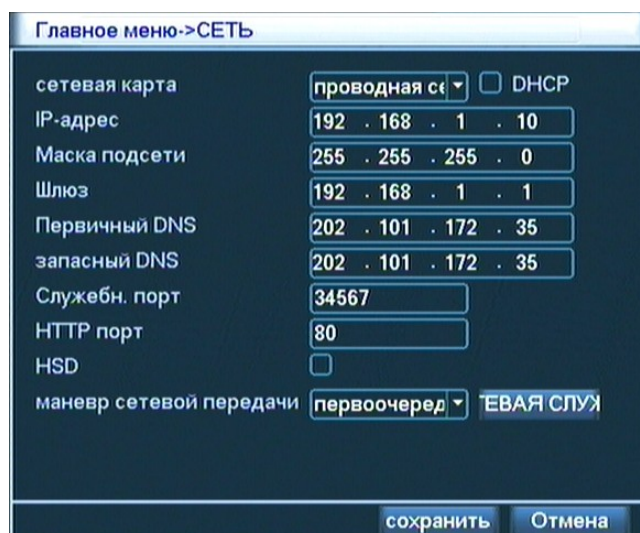 Главное меню->СЕТЬ
сетевая карта проводная се DHCP
IP-адрес 192 . 168 . 1 . 10
Маска подсети 255 . 255 . 255 . 0
Шлюз 192 . 168 . 1 . 1
Первичный DNS 202 . 101 . 172 . 35
запасный DNS 202 . 101 . 172 . 35
Служебн. порт 34567
HTTP порт 80
HSD
маневр сетевой передачи первоочеред ТЕВАЯ СЛУЖ
сохранить Отмена